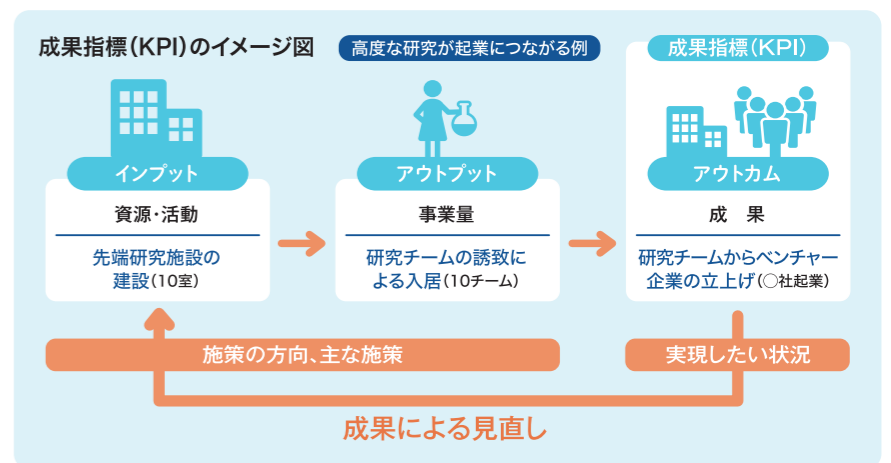 成果指標(KPI)のイメージ図
高度な研究が起業につながる例
成果指標(KPI)
インプット
資源・活動
先端研究施設の
建設(10室)
アウトプット
事業量
研究チームの誘致に
よる入居(10チーム)
アウトカム
成　果
研究チームからベンチャー
企業の立上げ(○社起業)
施策の方向、主な施策
実現したい状況
成果による見直し